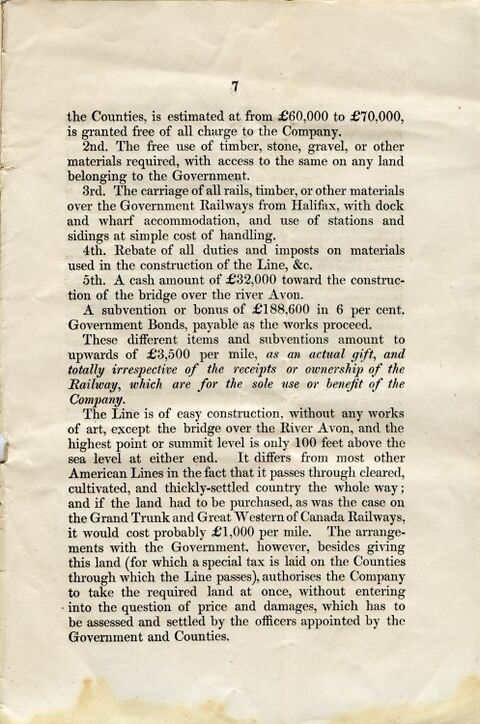 7
the Counties, is estimated at from £60,000 to £70,000,
is granted free of all charge to the Company.
2nd. The free use of timber, stone, gravel, or other
materials required, with access to the same on any land
belonging to the Government.
3rd. The carriage of all rails, timber, or other materials
over the Government Railways from Halifax, with dock
and wharf accommodation, and use of stations and
sidings at simple cost of handling.
4th. Rebate of all duties and imposts on materials
used in the construction of the Line, &c.
5th. A cash amount of £32,000 toward the construc-
tion of the bridge over the river Avon.
A subvention or bonus of £188,600 in 6 per cent.
Government Bonds, payable as the works proceed.
These different items and subventions amount to
upwards of £3,500 per mile, as an actual gift, and
totally irrespective of the receipts or ownership of the
Railway, which are for the sole use or benefit of the
Company.
The Line is of easy construction, without any works
of art, except the bridge over the River Avon, and the
highest point or summit level is only 100 feet above the
sea level at either end. It differs from most other
American Lines in the fact that it passes through cleared,
cultivated, and thickly-settled country the whole way;
and if the land had to be purchased, as was the case on
the Grand Trunk and Great Western of Canada Railways,
it would cost probably £1,000 per mile. The arrange-
ments with the Government, however, besides giving
this land (for which a special tax is laid on the Counties
through which the Line passes), authorises the Company
to take the required land at once, without entering
into the question of price and damages, which has to
be assessed and settled by the officers appointed by the
Government and Counties.